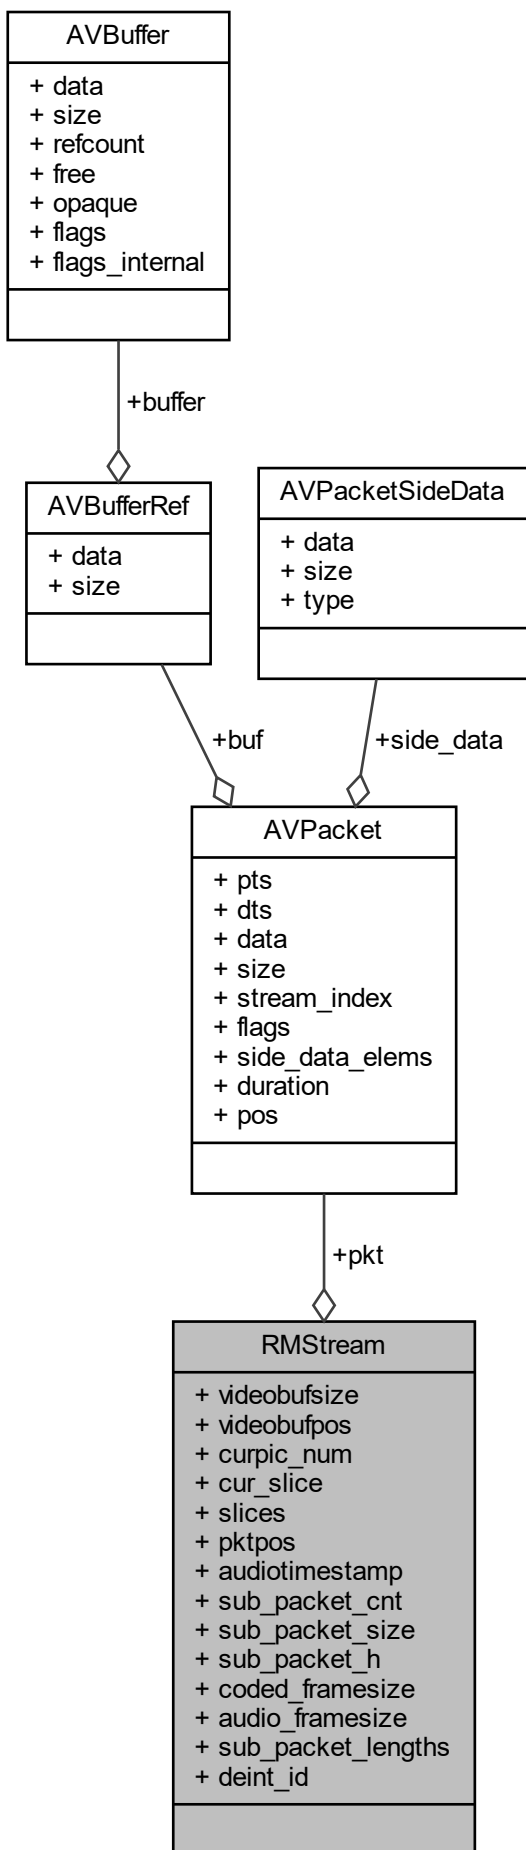 AVBuffer
+ data
+ size
+ refcount
+ free
+ opaque
+ flags
+ flags_internal
+buffer
AVBufferRef
+ data
+ size
AVPacketSideData
+ data
+ size
+ type
+buf
+side_data
AVPacket
+ pts
+ dts
+ data
+ size
+ stream_index
+ flags
+ side_data_elems
+ duration
+ pos
+pkt
RMStream
+ videobufsize
+ videobufpos
+ curpic_num
+ cur_slice
+ slices
+ pktpos
+ audiotimestamp
+ sub_packet_cnt
+ sub_packet_size
+ sub_packet_h
+ coded_framesize
+ audio_framesize
+ sub_packet_lengths
+ deint_id